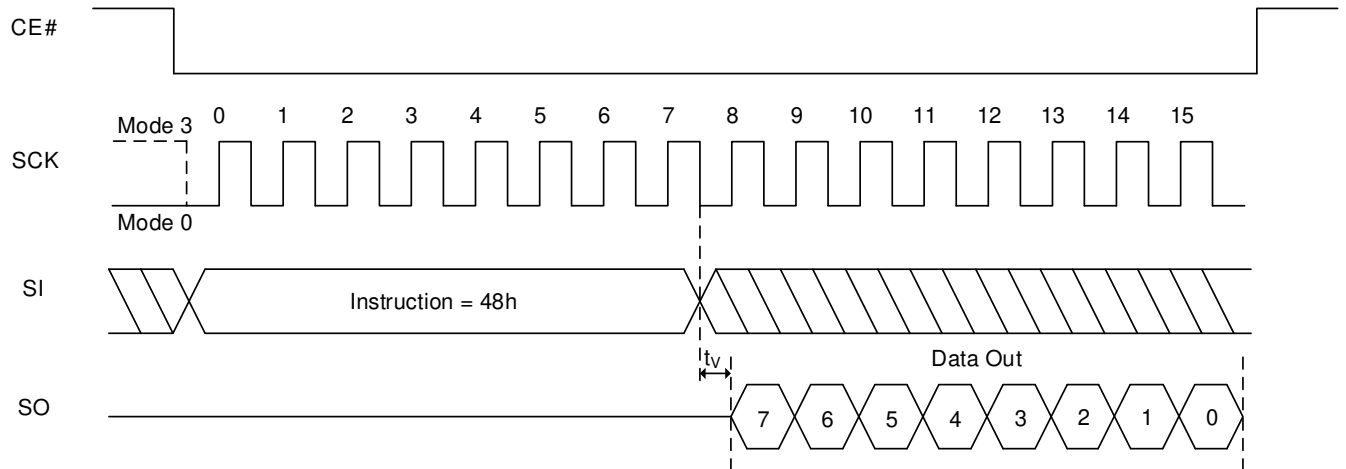 CE#
0 1 2 3 4 5 6 7 8 9 10 11 12 13 14 15
Mode 3
SCK
Mode 0
SI
Instruction = 48h
tV
Data Out
SO
7 6 5 4 3 2 1 0